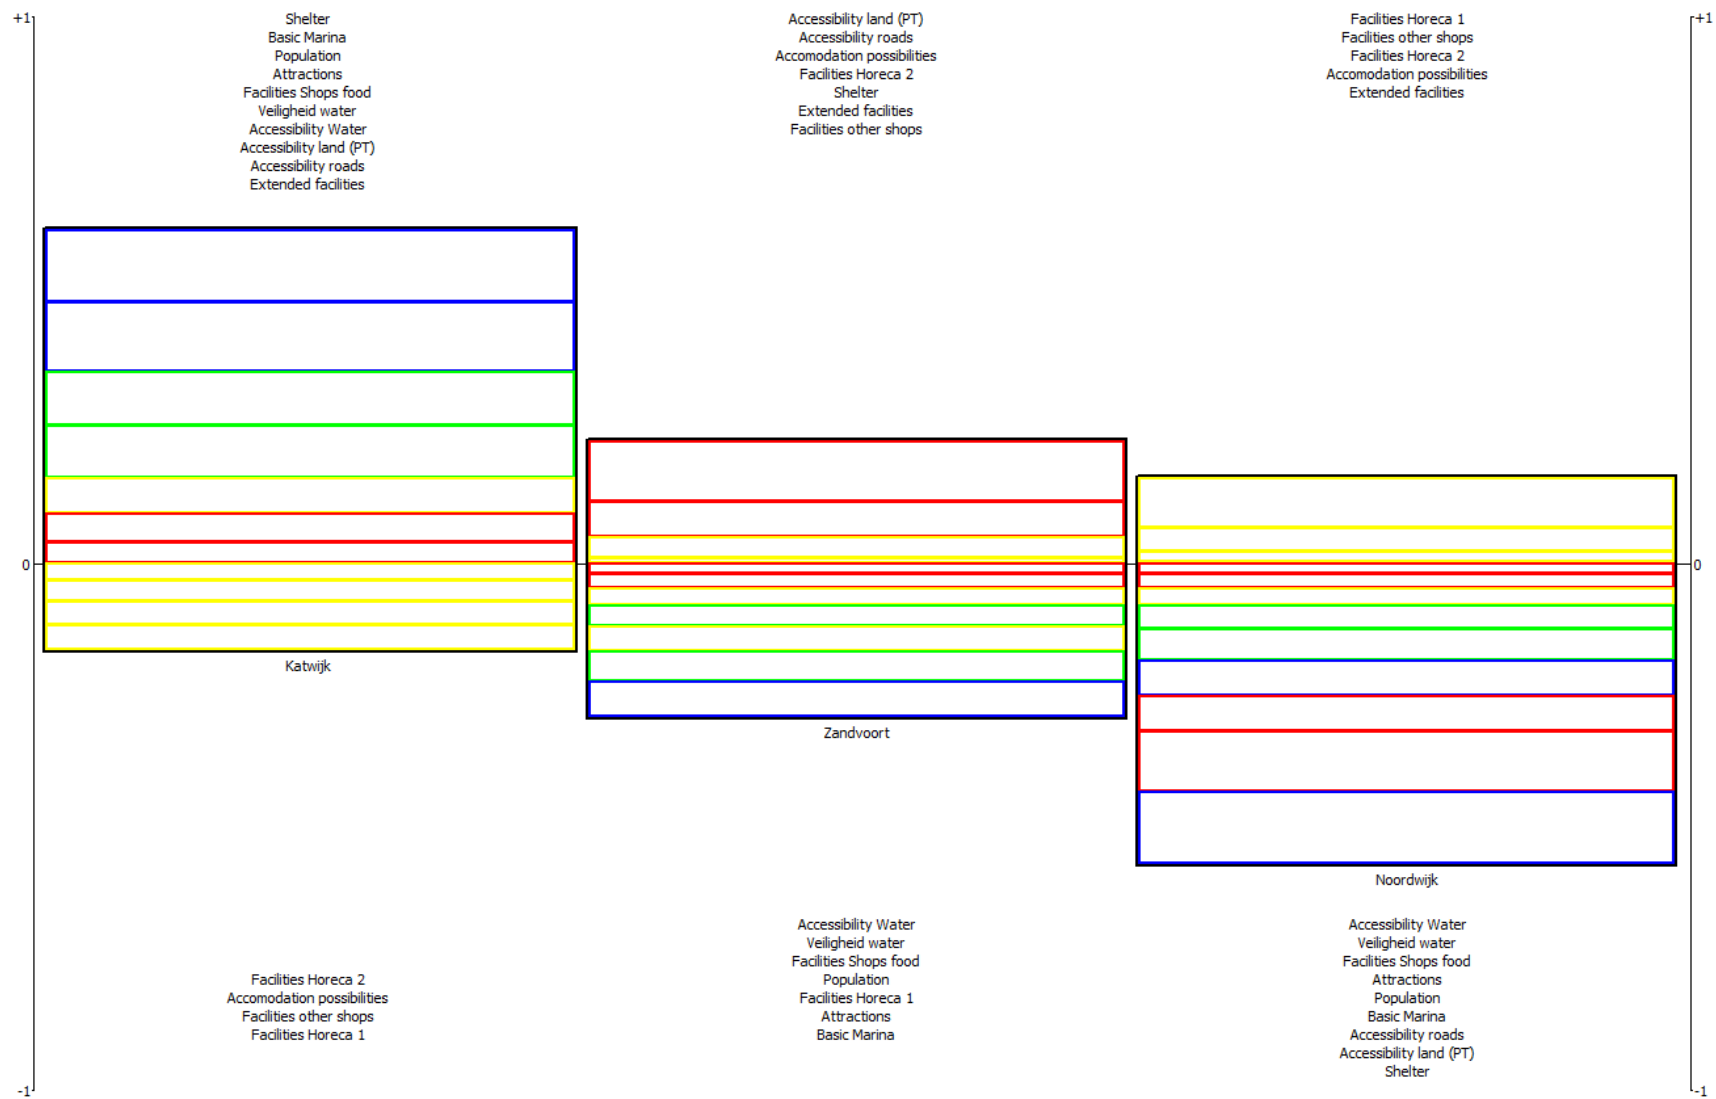 +1
Shelter
Basic Marina
Population
Attractions
Facilities Shops food
Veiligheid water
Accessibility Water
Accessibility land (PT)
Accessibility roads
Extended facilities
Accessibility land (PT)
Accessibility roads
Accomodation possibilities
Facilities Horeca 2
Shelter
Extended facilities
Facilities other shops
Facilities Horeca 1
Facilities other shops
Facilities Horeca 2
Accomodation possibilities
Extended facilities
+1
0
0
Katwijk
Zandvoort
Noordwijk
Facilities Horeca 2
Accomodation possibilities
Facilities other shops
Facilities Horeca 1
Accessibility Water
Veiligheid water
Facilities Shops food
Population
Facilities Horeca 1
Attractions
Basic Marina
Accessibility Water
Veiligheid water
Facilities Shops food
Attractions
Population
Basic Marina
Accessibility roads
Accessibility land (PT)
Shelter
-1
-1